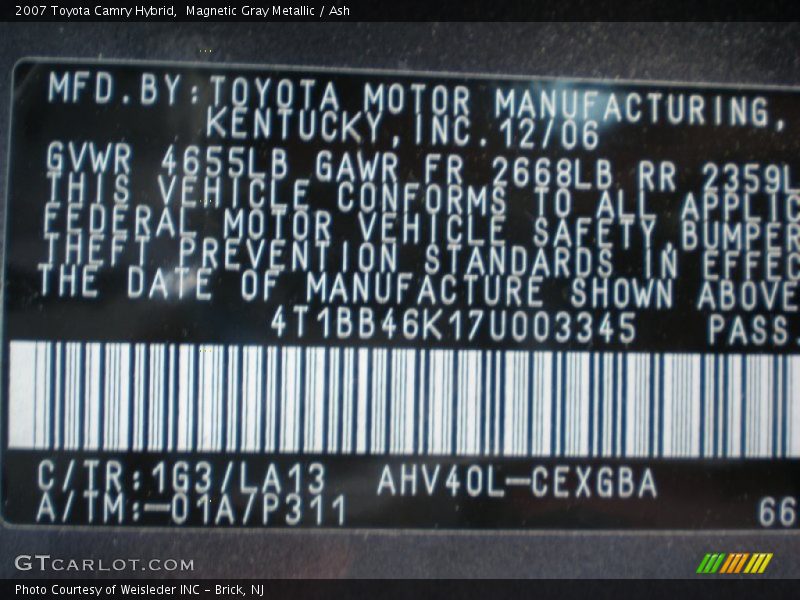 2007 Toyota Camry Hybrid, Magnetic Gray Metallic / Ash
MFD.BY:TOYOTA MOTOR MANUFACTURING,
KENTUCKY,INC.12/06
GVWR 4655LB GAWR FR 2668LB RR 2359L
THIS VEHICLE CONFORMS TO ALL APPLIC
FEDERAL MOTOR VEHICLE SAFETY,BUMPER
THEFT PREVENTION STANDARDS IN EFFEC
THE DATE OF MANUFACTURE SHOWN ABOVE
4T1BB46K17U003345 PASS.
C/TR:1G3/LA13 AHV40L-CEXGBA
A/TM:-01A/P311 66
GTCARLOT.COM
Photo Courtesy of Weisleder INC - Brick, NJ